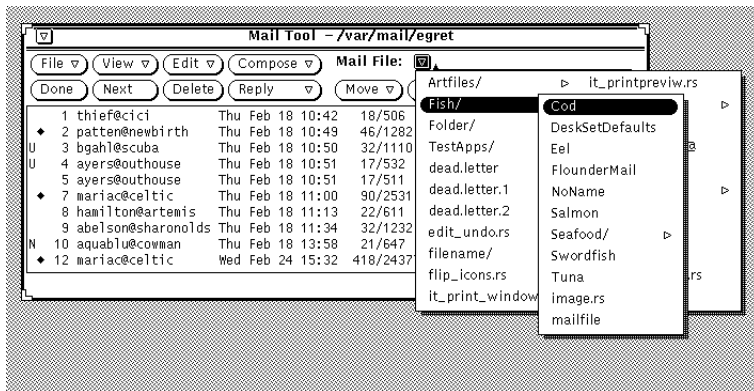 Mail Tool - /var/mail/egret
File View Edit Compose Mail File:
Done Next Delete Reply Move
1 thief@cici Thu Feb 18 10:42 18/506
2 patten@newbirth Thu Feb 18 10:49 46/1282
U 3 bgahl@scuba Thu Feb 18 10:50 32/1110
U 4 ayers@outhouse Thu Feb 18 10:51 17/532
5 ayers@outhouse Thu Feb 18 10:51 17/511
7 mariac@celtic Thu Feb 18 11:00 90/2531
8 hamilton@artemis Thu Feb 18 11:13 22/611
9 abelson@sharonolds Thu Feb 18 11:34 32/1232
N 10 aquablu@cowman Thu Feb 18 13:58 21/647
12 mariac@celtic Wed Feb 24 15:32 418/2437
Artfiles/
Fish/
Folder/
TestApps/
dead.letter
dead.letter.1
dead.letter.2
edit_undo.rs
filename/
flip_icons.rs
it_print_window
it_printpreviw.rs
.rs
Cod
DeskSetDefaults
Eel
FlounderMail
NoName
Salmon
Seafood/
Swordfish
Tuna
image.rs
mailfile